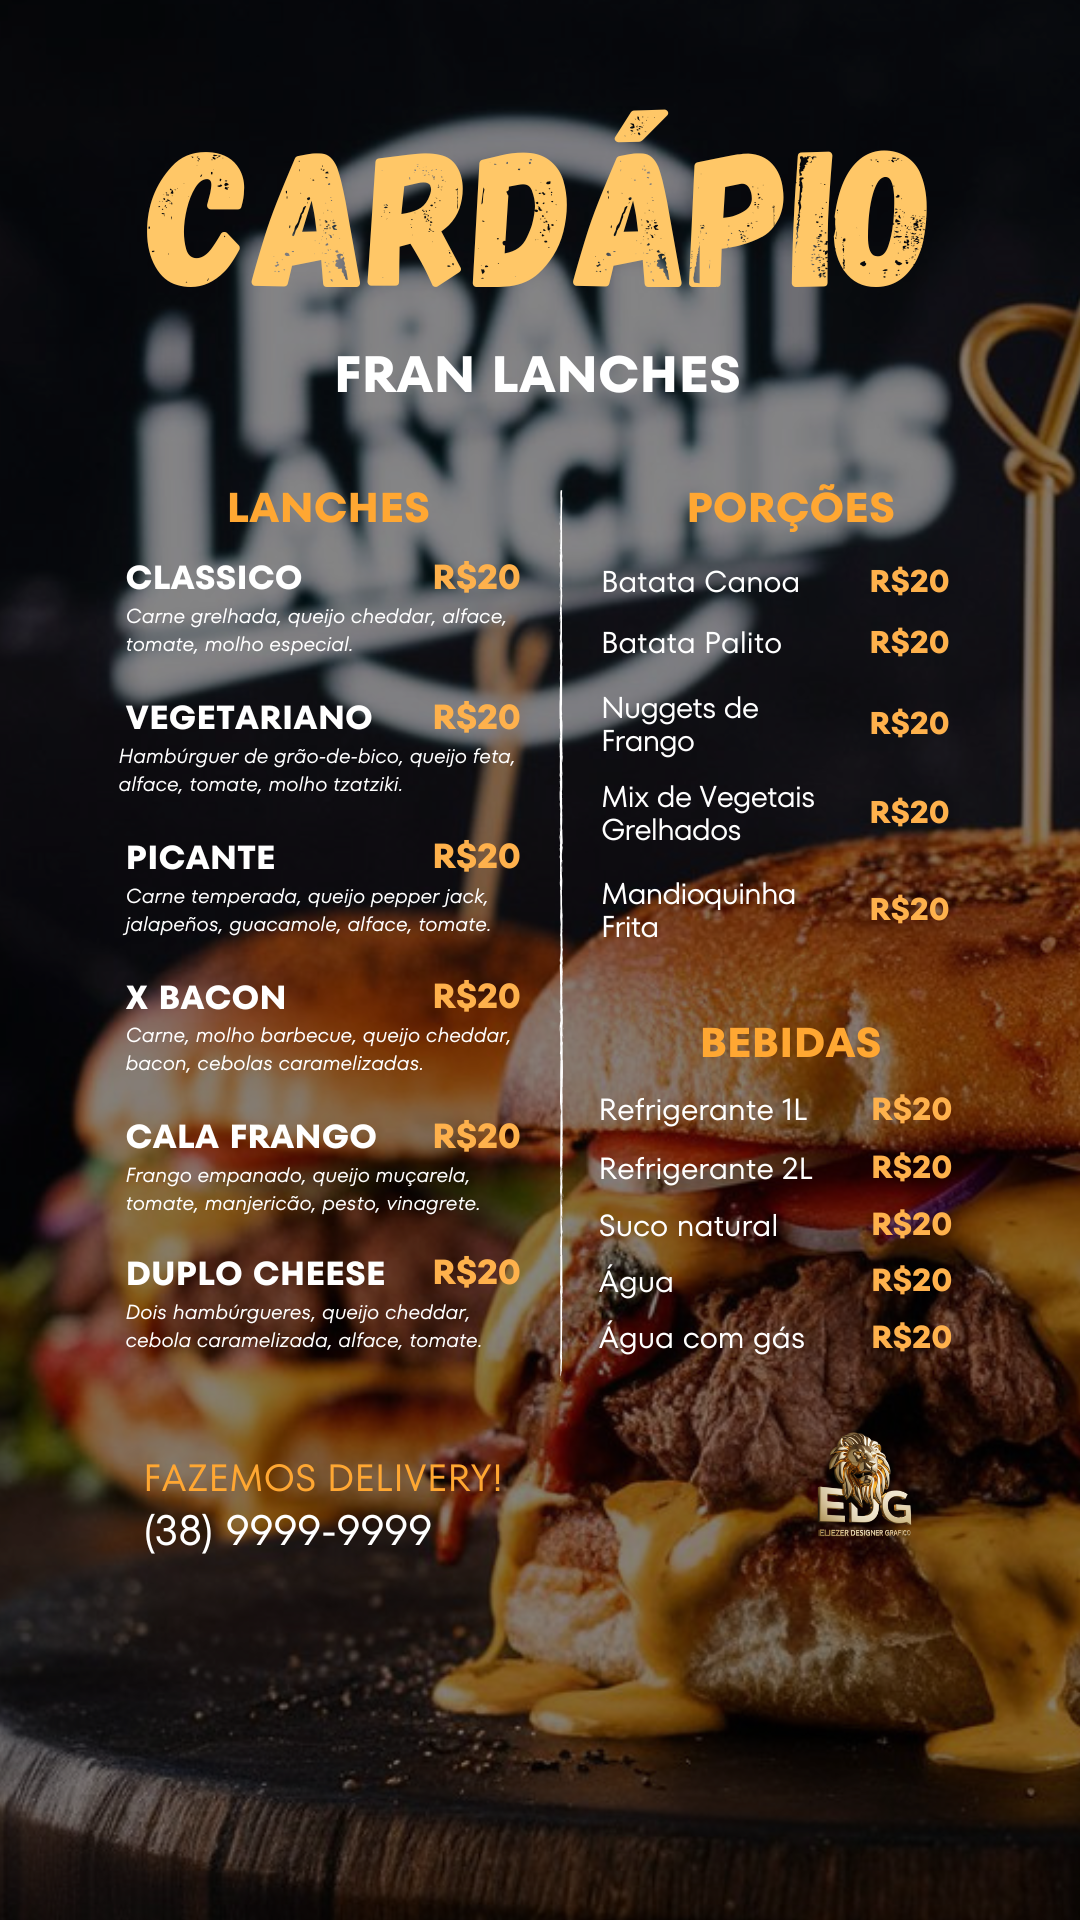 CARDÁPIO
FRAN LANCHES
FRAN
LANCHES
LANCHES
CLASSICO R$20
Carne grelhada, queijo cheddar, alface,
tomate, molho especial.
VEGETARIANO R$20
Hambúrguer de grão-de-bico, queijo feta,
alface, tomate, molho tzatziki.
PICANTE R$20
Carne temperada, queijo pepper jack,
jalapeños, guacamole, alface, tomate.
X BACON R$20
Carne, molho barbecue, queijo cheddar,
bacon, cebolas caramelizadas.
CALA FRANGO R$20
Frango empanado, queijo muçarela,
tomate, manjericão, pesto, vinagrete.
DUPLO CHEESE R$20
Dois hambúrgueres, queijo cheddar,
cebola caramelizada, alface, tomate.
PORÇÕES
Batata Canoa R$20
Batata Palito R$20
Nuggets de
Frango R$20
Mix de Vegetais
Grelhados R$20
Mandioquinha
Frita R$20
BEBIDAS
Refrigerante 1L R$20
Refrigerante 2L R$20
Suco natural R$20
Água R$20
Água com gás R$20
FAZEMOS DELIVERY!
(38) 9999-9999
EDG
ELIEZER DESIGNER GRAFICO